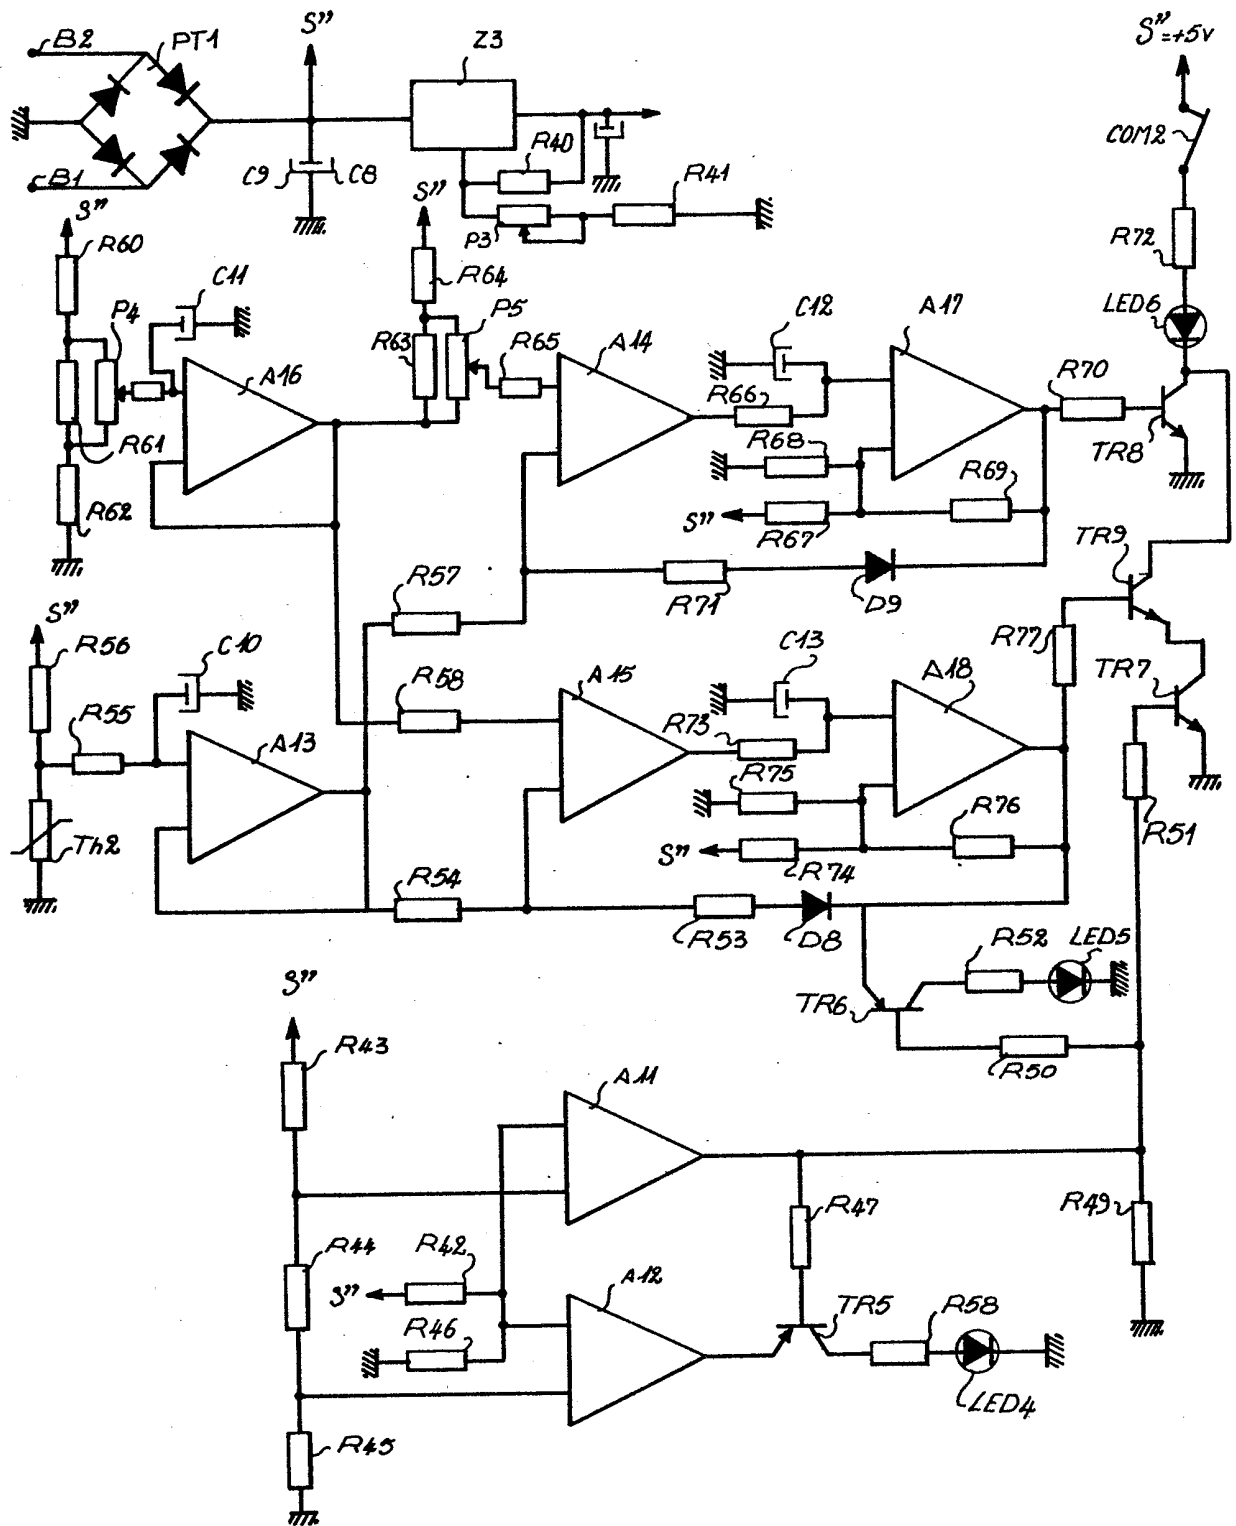 S"
Z3
S"=+5v
B2
PT1
COM2
R40
C9
C8
R41
B1
S"
S"
P3
R72
R60
R64
C11
P4
P5
LED6
C12
A17
R63
R65
A14
A16
R70
R66
R61
R68
TR8
R69
R62
S"
R67
TR9
R57
R71
D9
S"
R56
C10
R77
C13
R58
A15
A18
TR7
R55
R73
A13
R75
R76
Th2
S"
R74
R51
R54
R53
D8
R52
LED5
S"
TR6
R43
R50
A11
R47
R49
R44
R42
A12
S"
R46
TR5
R58
LED4
R45